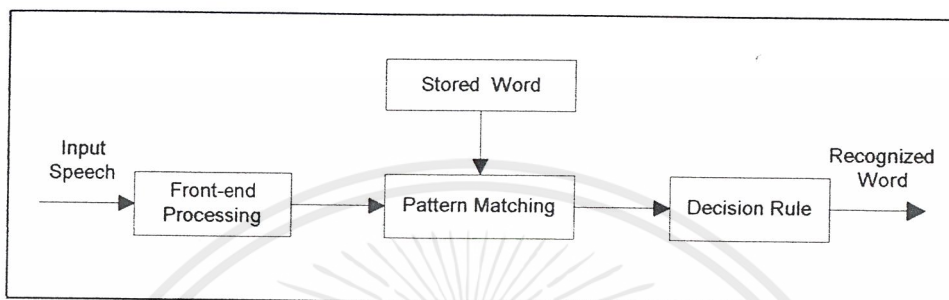 Stored Word
Input
Speech
Front-end
Processing
Pattern Matching
Decision Rule
Recognized
Word